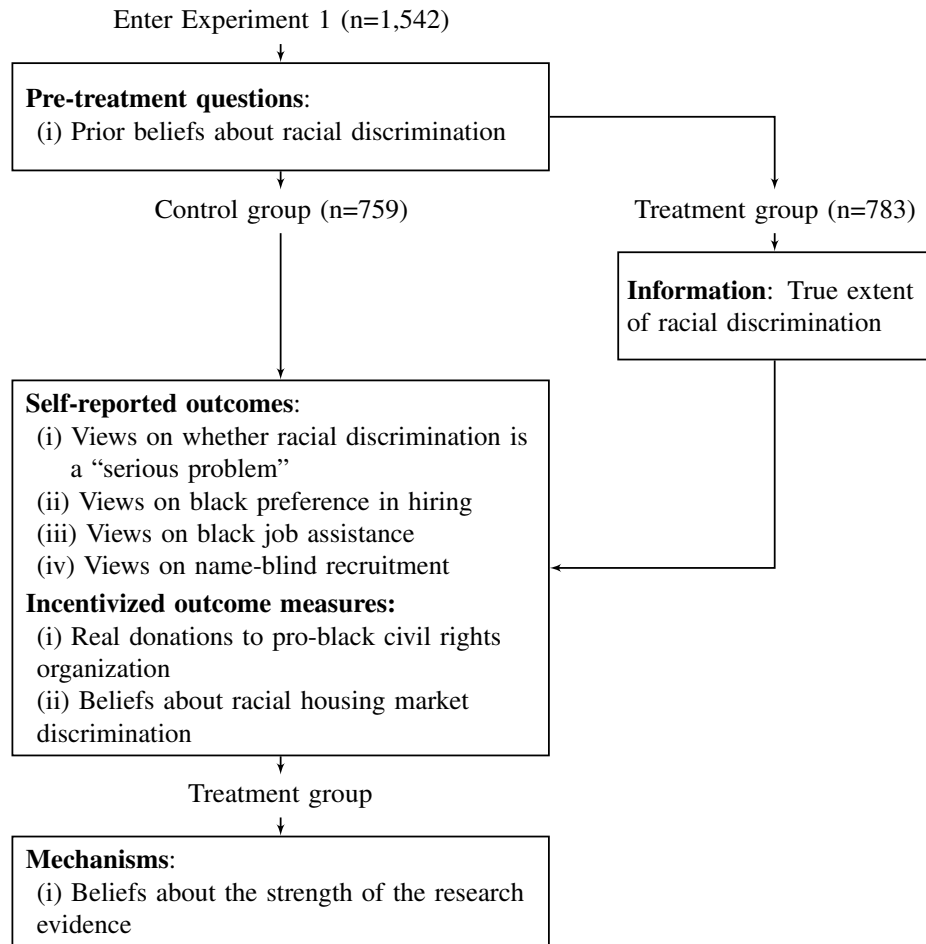 Enter Experiment 1 (n=1,542)
Pre-treatment questions:
(i) Prior beliefs about racial discrimination
Control group (n=759)
Treatment group (n=783)
Information: True extent
of racial discrimination
Self-reported outcomes:
(i) Views on whether racial discrimination is
a “serious problem”
(ii) Views on black preference in hiring
(iii) Views on black job assistance
(iv) Views on name-blind recruitment
Incentivized outcome measures:
(i) Real donations to pro-black civil rights
organization
(ii) Beliefs about racial housing market
discrimination
Treatment group
Mechanisms:
(i) Beliefs about the strength of the research
evidence